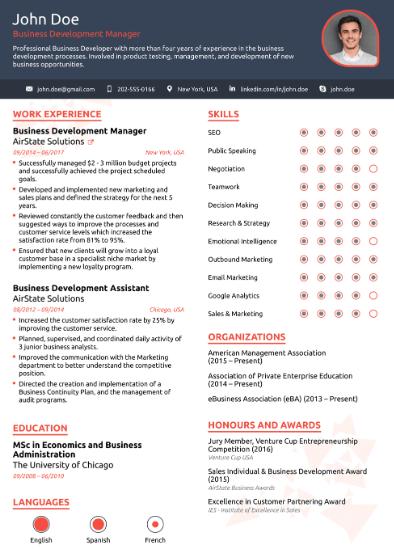 John Doe
Business Development Manager
Professional Business Developer with more than four years of experience in the business
development processes. Involved in product testing, management, and development of new
business opportunities.
john.doe@gmail.com
202-555-0166
New York, USA
linkedin.com/in/john.doe
john.doe
WORK EXPERIENCE
Business Development Manager
AirState Solutions
09/2014 – 06/2017
New York, USA
Successfully managed $2 - 3 million budget projects
and successfully achieved the project scheduled
goals.
Developed and implemented new marketing and
sales plans and defined the strategy for the next 5
years.
Reviewed constantly the customer feedback and then
suggested ways to improve the processes and
customer service levels which increased the
satisfaction rate from 81% to 95%.
Ensured that new clients will grow into a loyal
customer base in a specialist niche market by
implementing a new loyalty program.
Business Development Assistant
AirState Solutions
08/2012 – 09/2014
Chicago, USA
Increased the customer satisfaction rate by 25% by
improving the customer service.
Planned, supervised, and coordinated daily activity of
3 junior business analysts.
Improved the communication with the Marketing
department to better understand the competitive
position.
Directed the creation and implementation of a
Business Continuity Plan, and the management of
audit programs.
EDUCATION
MSc in Economics and Business
Administration
The University of Chicago
09/2008 – 06/2010
LANGUAGES
English
Spanish
French
SKILLS
SEO
Public Speaking
Negotiation
Teamwork
Decision Making
Research & Strategy
Emotional Intelligence
Outbound Marketing
Email Marketing
Google Analytics
Sales & Marketing
ORGANIZATIONS
American Management Association
(2015 – Present)
Association of Private Enterprise Education
(2014 – Present)
eBusiness Association (eBA) (2013 – Present)
HONOURS AND AWARDS
Jury Member, Venture Cup Entrepreneurship
Competition (2016)
Venture Cup USA
Sales Individual & Business Development Award
(2015)
AirState Business Awards
Excellence in Customer Partnering Award
IES - Institute of Excellence in Sales